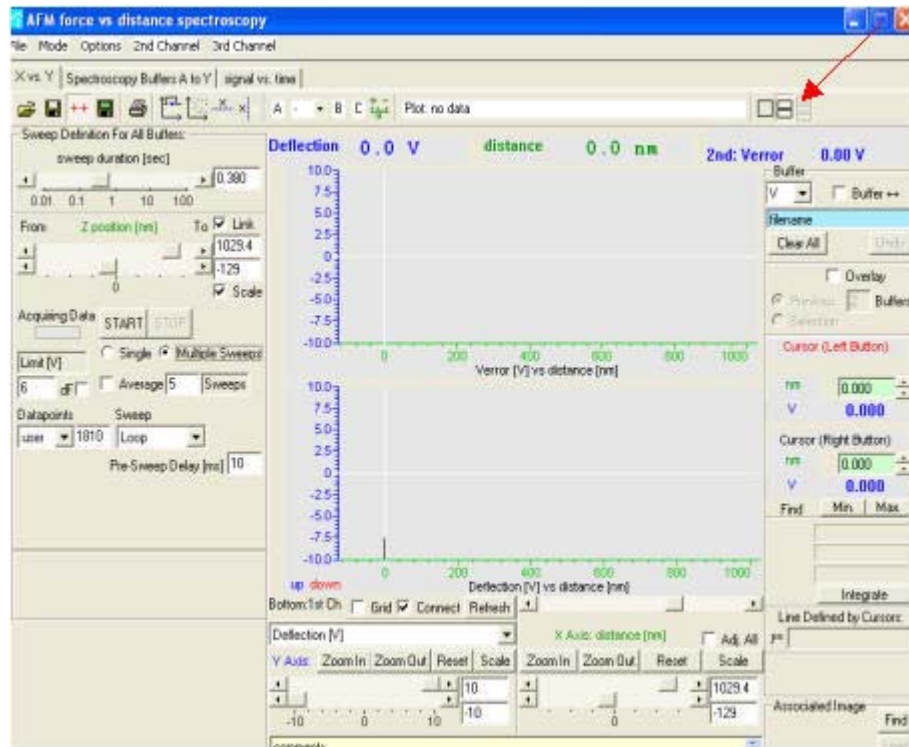 AFM force vs distance spectroscopy
File Mode Options 2nd Channel 3rd Channel
X vs. Y Spectroscopy Buffers A to Y signal vs. time
A - + B C Plot: no data
Sweep Definition For All Buffers:
sweep duration [sec]
0.380
0.01 0.1 1 10 100
From Z position [nm] To Link
1029.4
-129
0
Scale
Acquiring Data START STOP
Limit [V] Single Multiple Sweeps
6 dF Average 5 Sweeps
Datapoints Sweep
user 1810 Loop
Pre-Sweep Delay [ms] 10
Deflection 0.0 V distance 0.0 nm 2nd: Verror 0.00 V
10.0
7.5
5.0
2.5
0
-2.5
-5.0
-7.5
-10.0
0 200 400 600 800 1000
Verror [V] vs distance [nm]
10.0
7.5
5.0
2.5
0
-2.5
-5.0
-7.5
-10.0
0 200 400 600 800 1000
up down Deflection [V] vs distance [nm]
Bottom:1st Ch Grid Connect Refresh
Deflection [V] X Axis: distance [nm] Adj. All
Y Axis: Zoom In Zoom Out Reset Scale Zoom In Zoom Out Reset Scale
10 1029.4
-10 -129
-10 0 10 0
comments
Buffer
V Buffer ↔
filename
Clear All Undo
Overlay
Previous 2 Buffers
Selection
Cursor (Left Button)
nm 0.000
V 0.000
Cursor (Right Button)
nm 0.000
V 0.000
Find Min. Max.
Integrate
Line Defined by Cursors:
y=
Associated Image
Find